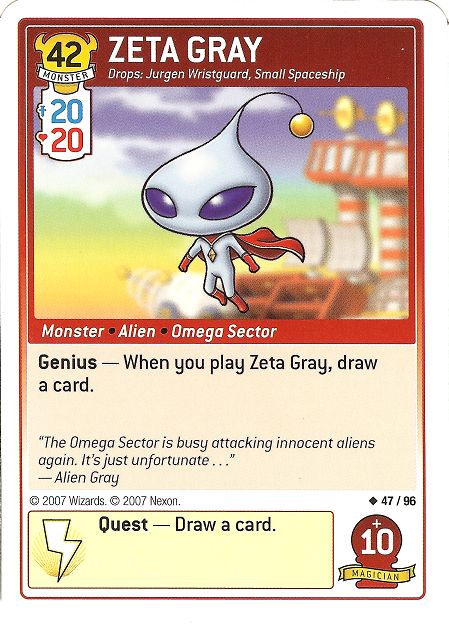 42
MONSTER
ZETA GRAY
Drops: Jurgen Wristguard, Small Spaceship
20
20
Monster • Alien • Omega Sector
Genius — When you play Zeta Gray, draw
a card.
"The Omega Sector is busy attacking innocent aliens
again. It's just unfortunate . . ."
— Alien Gray
© 2007 Wizards. © 2007 Nexon.
◆ 47 / 96
Quest — Draw a card.
+
10
MAGICIAN